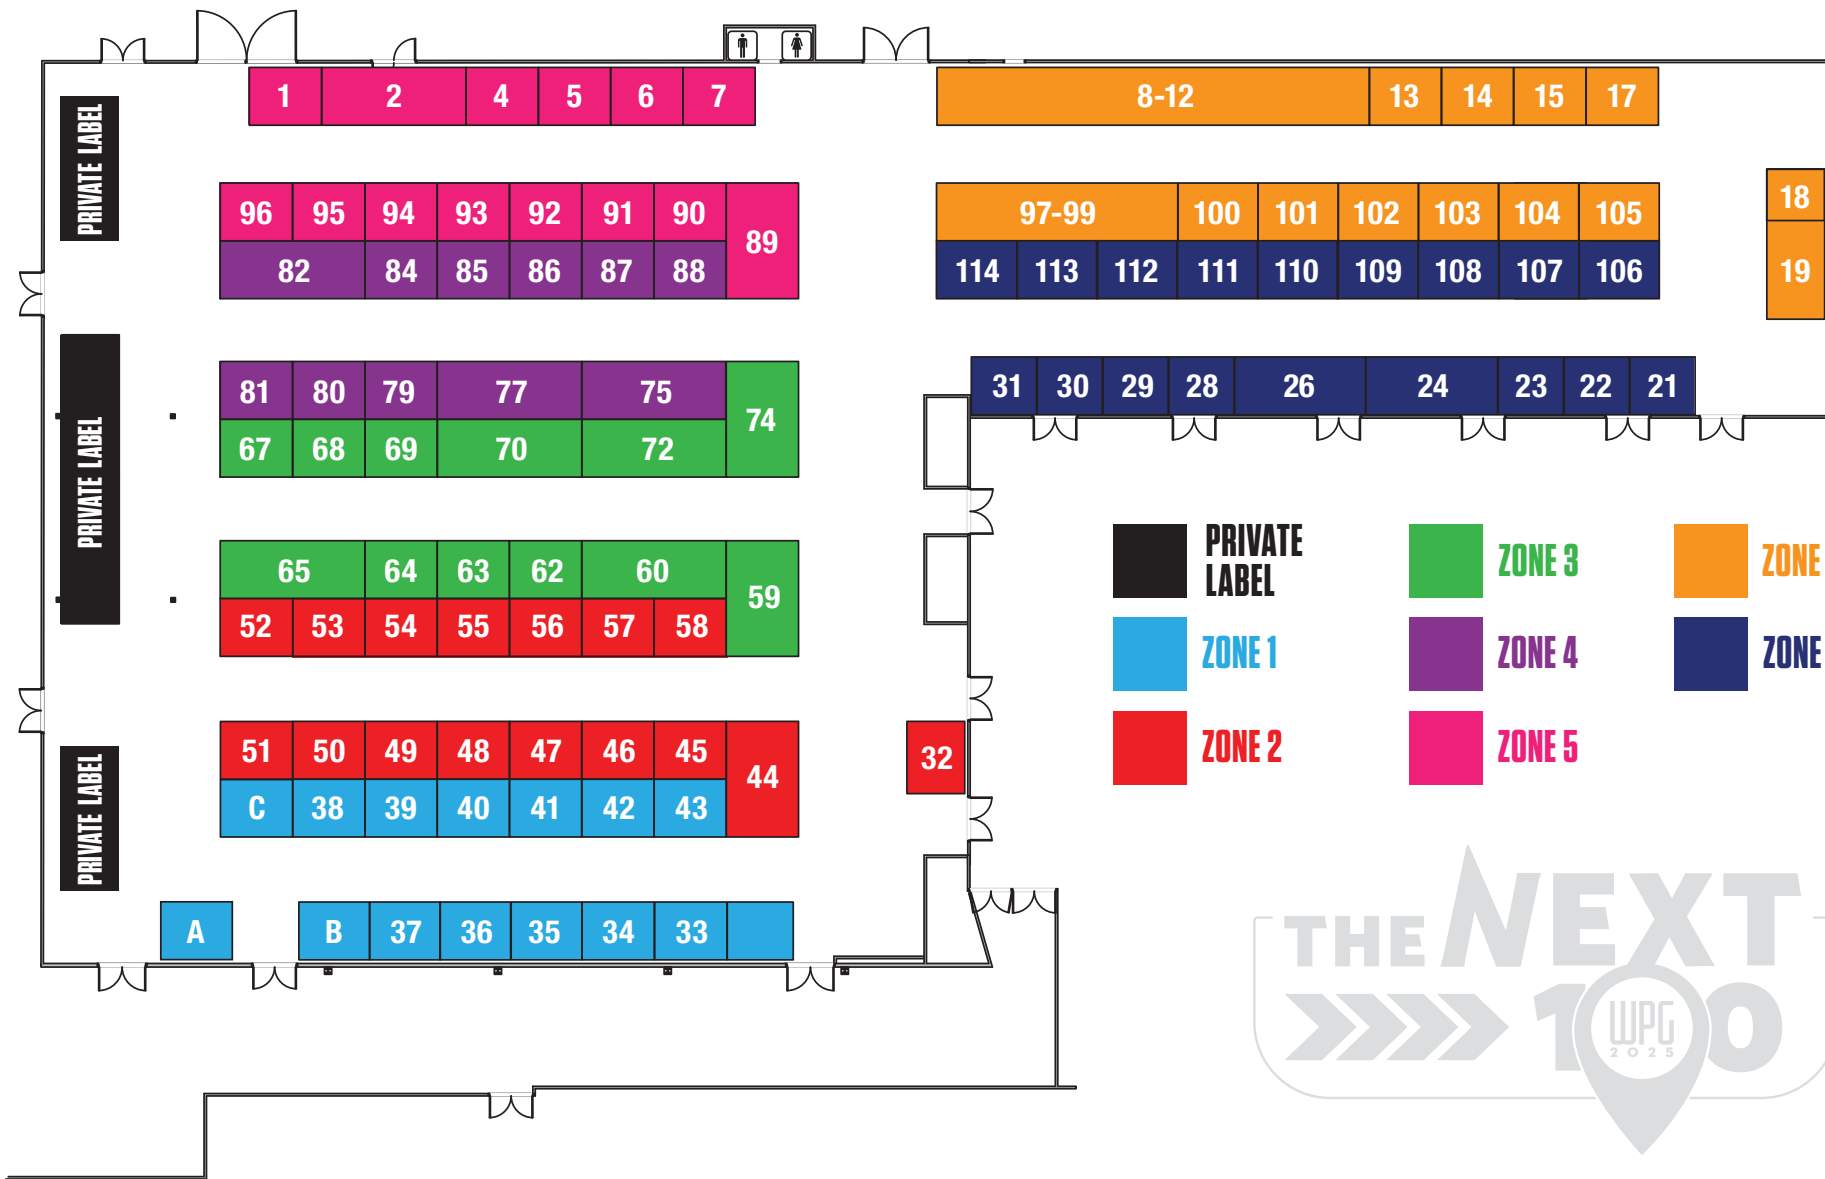 1 2 4 5 6 7 8-12 13 14 15 17
PRIVATE LABEL
96 95 94 93 92 91 90 89 97-99 100 101 102 103 104 105 18
82 84 85 86 87 88 114 113 112 111 110 109 108 107 106 19
81 80 79 77 75 74 31 30 29 28 26 24 23 22 21
67 68 69 70 72
PRIVATE LABEL
65 64 63 62 60 59
52 53 54 55 56 57 58
51 50 49 48 47 46 45 44 32
C 38 39 40 41 42 43
PRIVATE LABEL
A B 37 36 35 34 33
PRIVATE
LABEL
ZONE 1
ZONE 2
ZONE 3
ZONE 4
ZONE 5
ZONE
ZONE
THE NEXT
100
WPG
2025